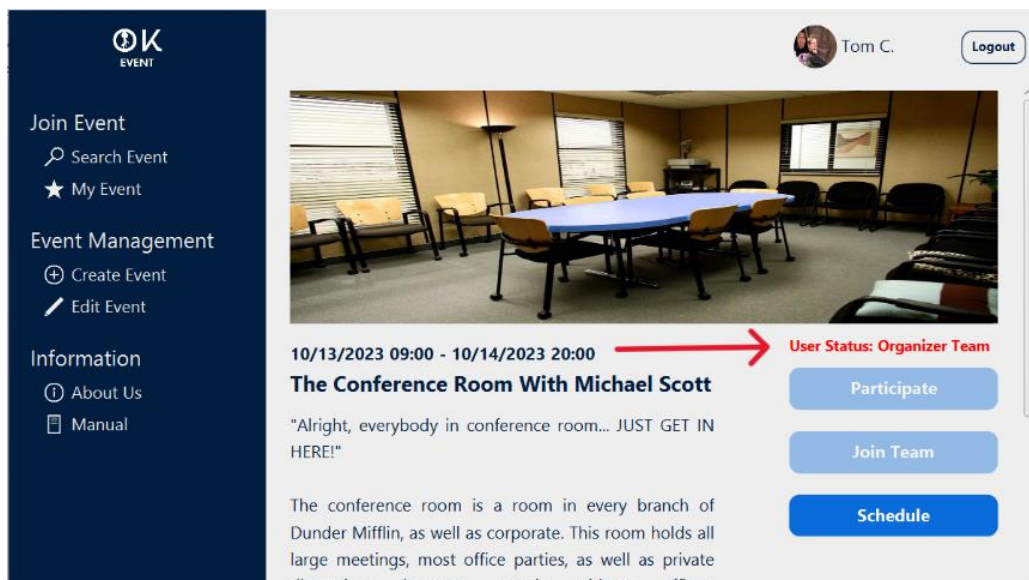 OK
EVENT
Tom C.
Logout
Join Event
Search Event
My Event
Event Management
Create Event
Edit Event
Information
About Us
Manual
10/13/2023 09:00 - 10/14/2023 20:00
The Conference Room With Michael Scott
"Alright, everybody in conference room... JUST GET IN
HERE!"
The conference room is a room in every branch of
Dunder Mifflin, as well as corporate. This room holds all
large meetings, most office parties, as well as private
User Status: Organizer Team
Participate
Join Team
Schedule